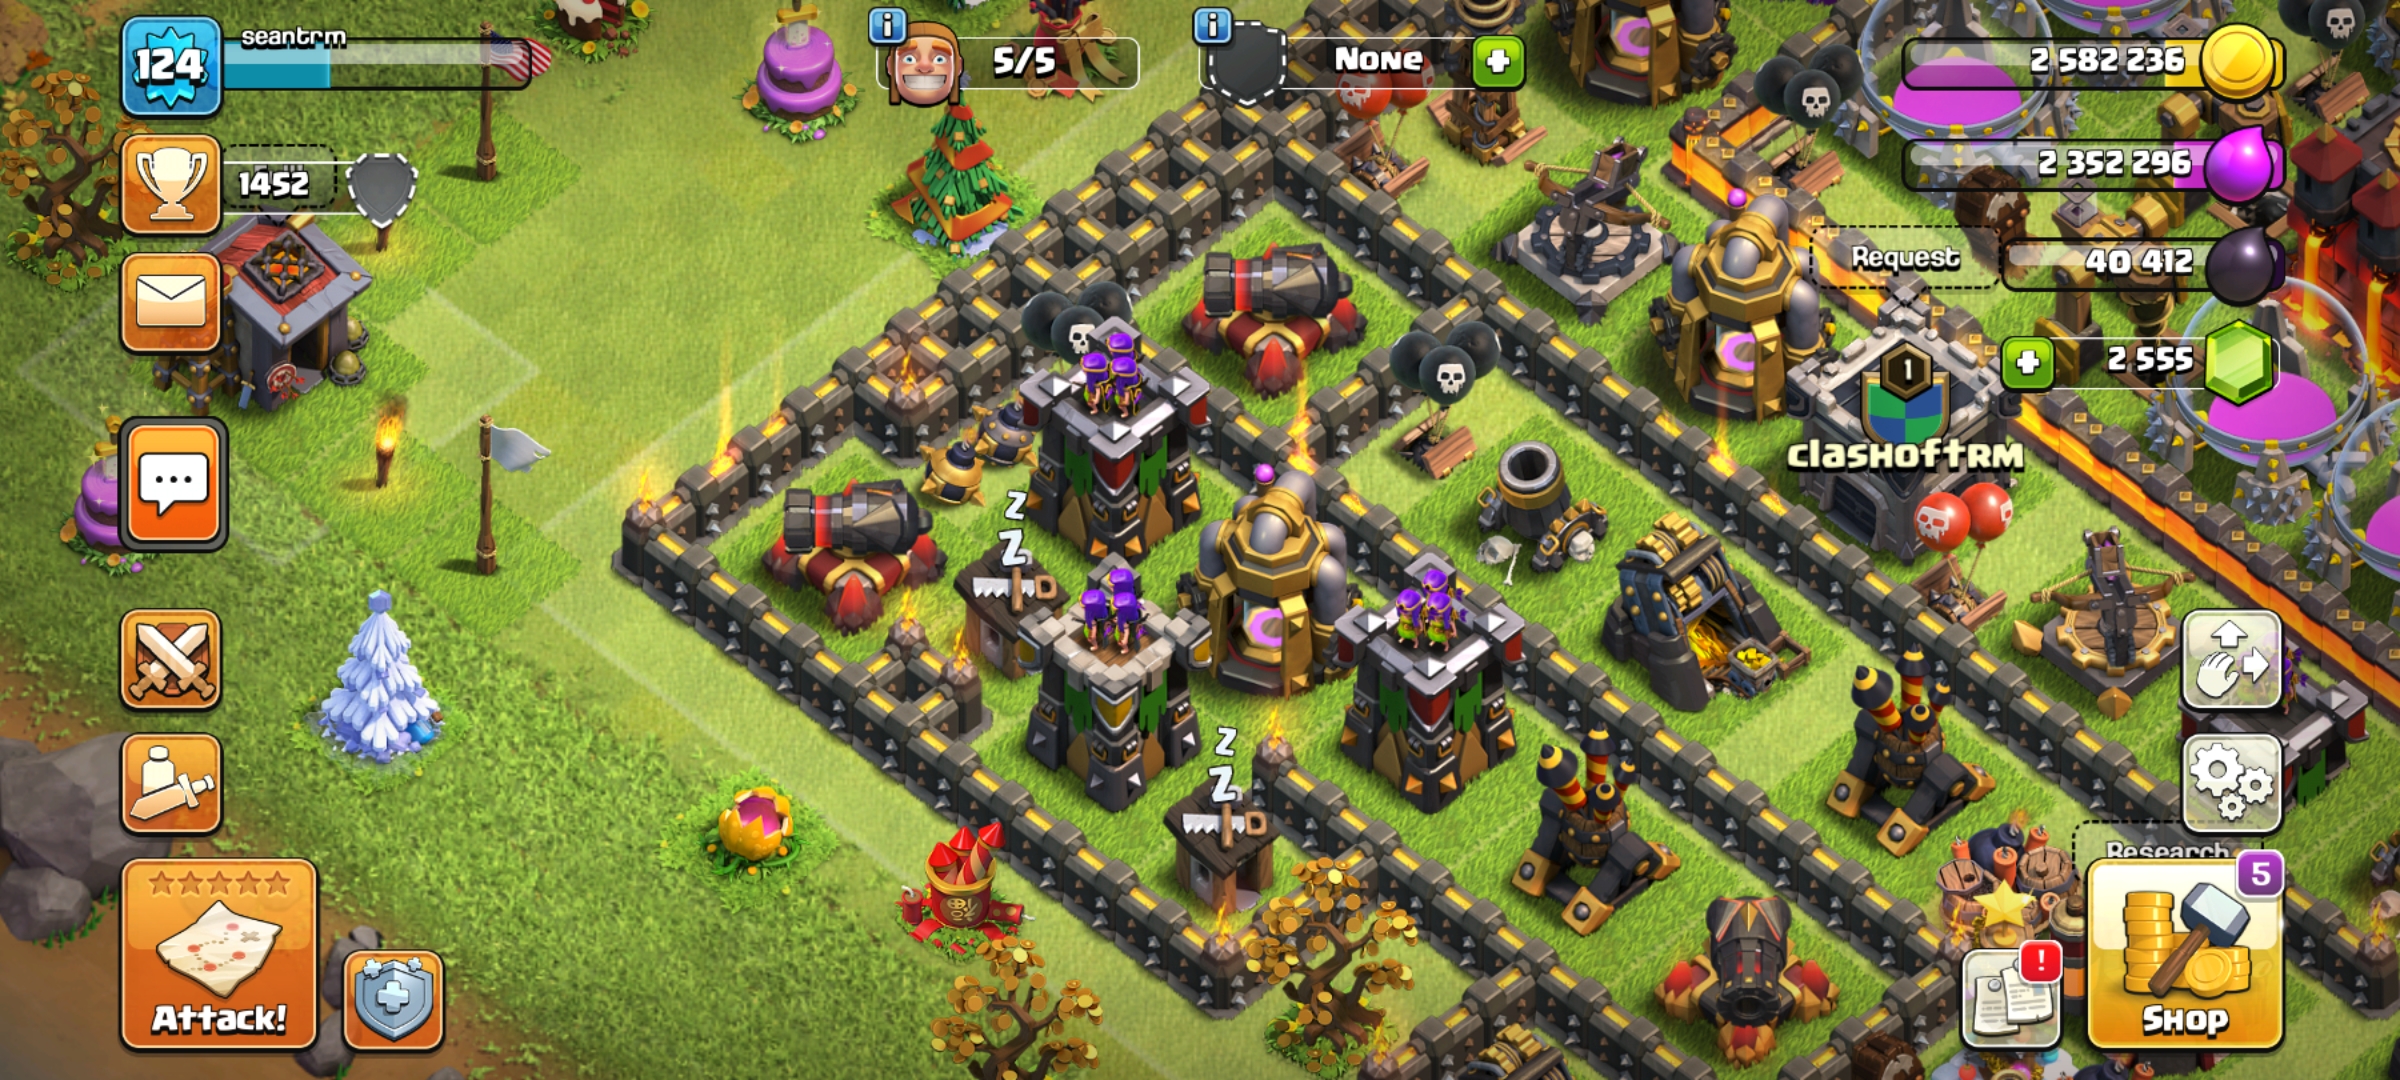 124
seantrm
5/5
None
2 582 236
1452
2 352 296
Request
40 412
2 555
1
clashoftRM
Z
Z
Z
Z
Research
5
Attack!
!
Shop